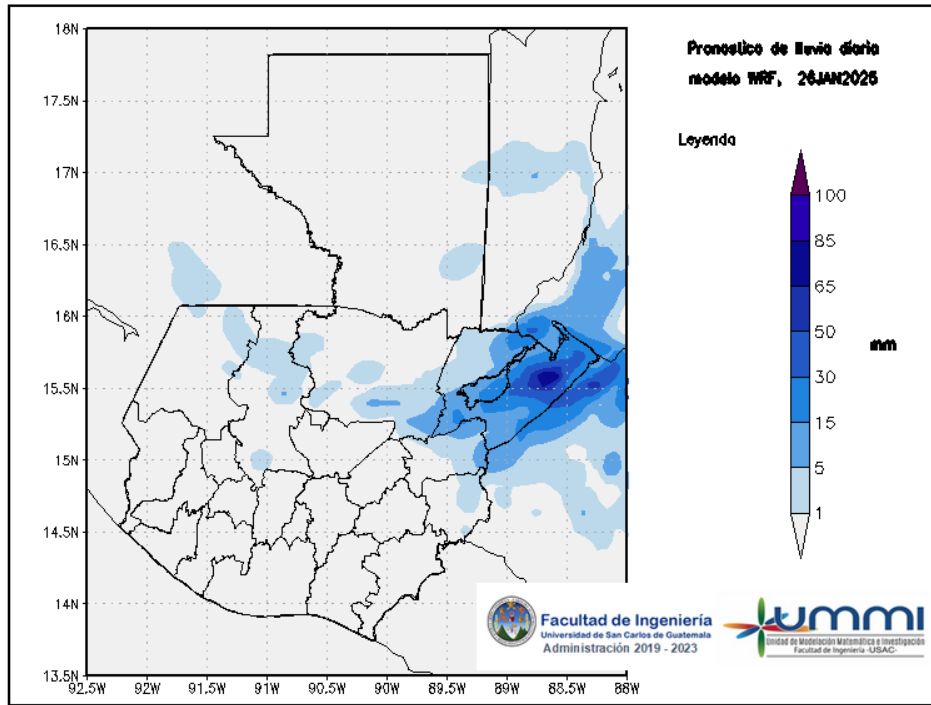 Pronostico de lluvia diaria
modelo WRF,
Leyenda
18N
17.5N
17N
16.5N
16N
15.5N
15N
14.5N
14N
13.5N
92.5W 92W 91.5W 91W 90.5W 90W 89.5W 89W 88.5W 88W
100
85
65
50
30
15
5
1
mm
Facultad de Ingeniería
Universidad de San Carlos de Guatemala
Administración 2019 - 2023
UMMI
Unidad de Modelación Matemática e Investigación
Facultad de Ingeniería -USAC-